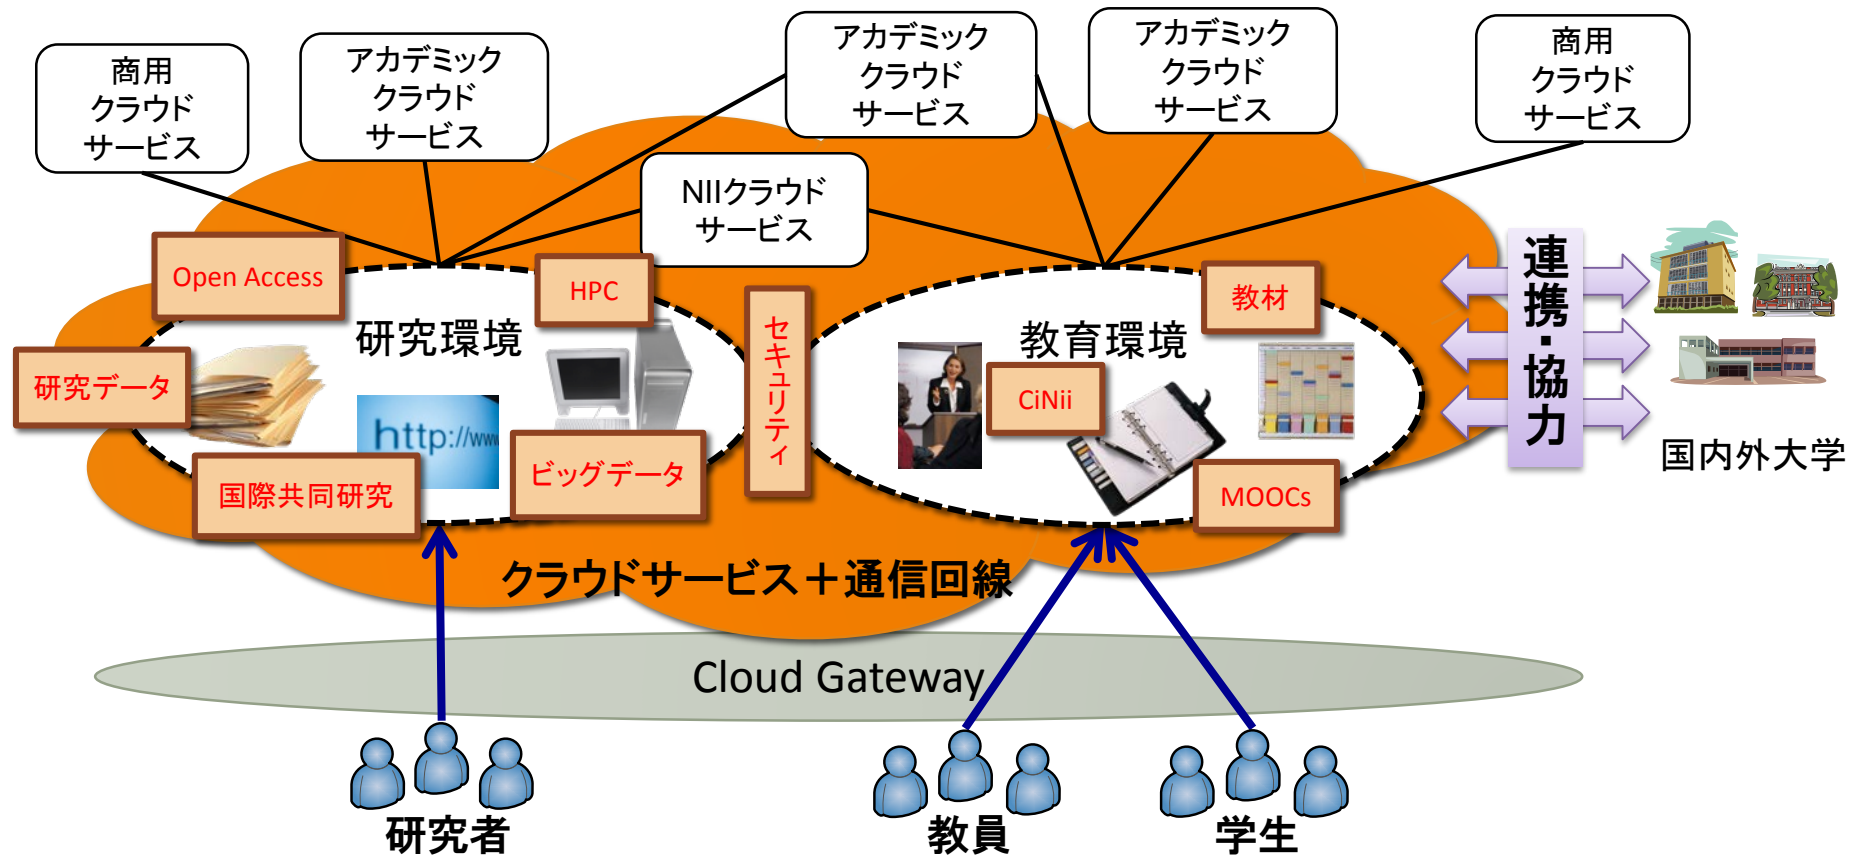 商用
クラウド
サービス
アカデミック
クラウド
サービス
アカデミック
クラウド
サービス
アカデミック
クラウド
サービス
商用
クラウド
サービス
NIIクラウド
サービス
Open Access
HPC
研究環境
研究データ
http://www
国際共同研究
ビッグデータ
セキュリティ
教育環境
教材
CiNii
MOOCs
連携・協力
国内外大学
クラウドサービス＋通信回線
Cloud Gateway
研究者
教員
学生